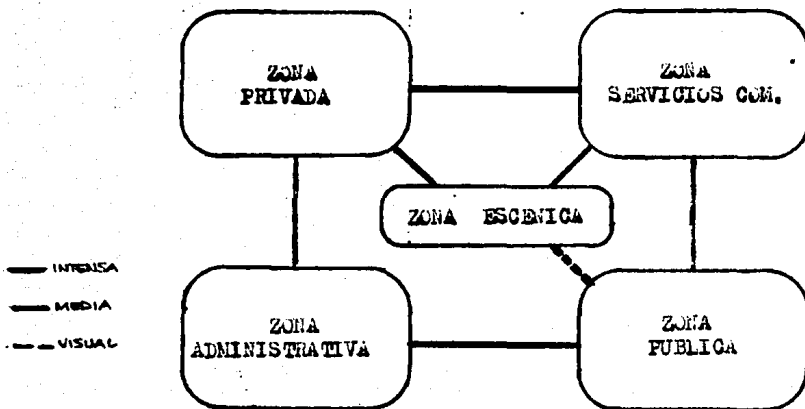 ZONA
PRIVADA
ZONA
SERVICIOS COM.
ZONA ESCENICA
INTENSA
MEDIA
VISUAL
ZONA
ADMINISTRATIVA
ZONA
PUBLICA